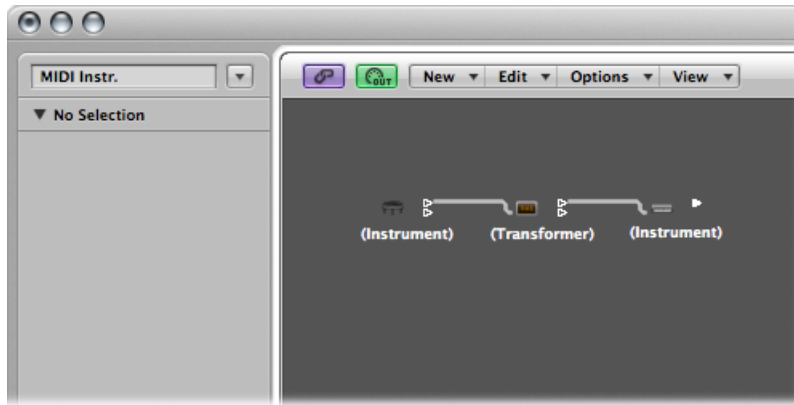 MIDI Instr.
OUT New Edit Options View
No Selection
(Instrument) (Transformer) (Instrument)